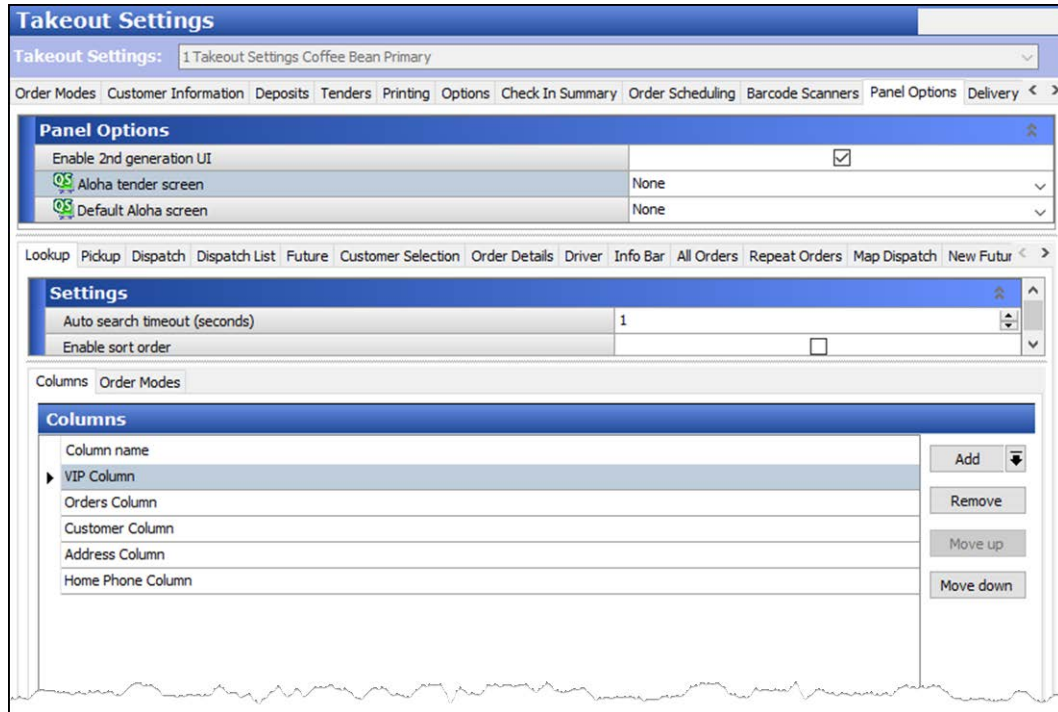 Takeout Settings
Takeout Settings: 1 Takeout Settings Coffee Bean Primary
Order Modes Customer Information Deposits Tenders Printing Options Check In Summary Order Scheduling Barcode Scanners Panel Options Delivery
Panel Options
Enable 2nd generation UI
QS Aloha tender screen None
QS Default Aloha screen None
Lookup Pickup Dispatch Dispatch List Future Customer Selection Order Details Driver Info Bar All Orders Repeat Orders Map Dispatch New Futur
Settings
Auto search timeout (seconds) 1
Enable sort order
Columns Order Modes
Columns
Column name
Add
VIP Column
Orders Column
Remove
Customer Column
Address Column
Move up
Home Phone Column
Move down